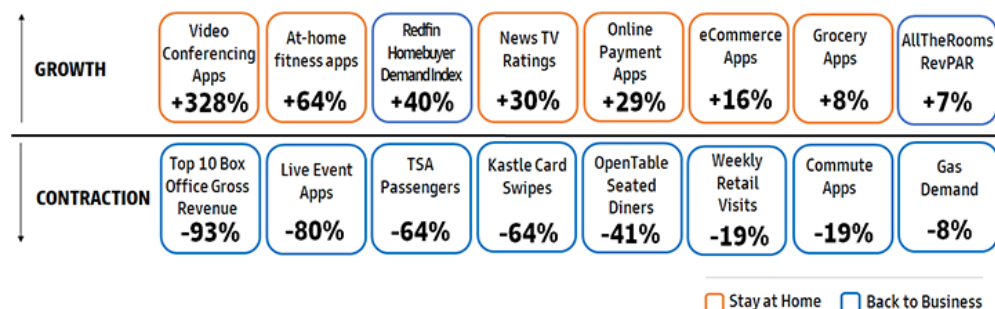 GROWTH
Video
Conferencing
Apps
+328%
At-home
fitness apps
+64%
Redfin
Homebuyer
Demand Index
+40%
News TV
Ratings
+30%
Online
Payment
Apps
+29%
eCommerce
Apps
+16%
Grocery
Apps
+8%
AllTheRooms
RevPAR
+7%
CONTRACTION
Top 10 Box
Office Gross
Revenue
-93%
Live Event
Apps
-80%
TSA
Passengers
-64%
Kastle Card
Swipes
-64%
OpenTable
Seated
Diners
-41%
Weekly
Retail
Visits
-19%
Commute
Apps
-19%
Gas
Demand
-8%
Stay at Home
Back to Business